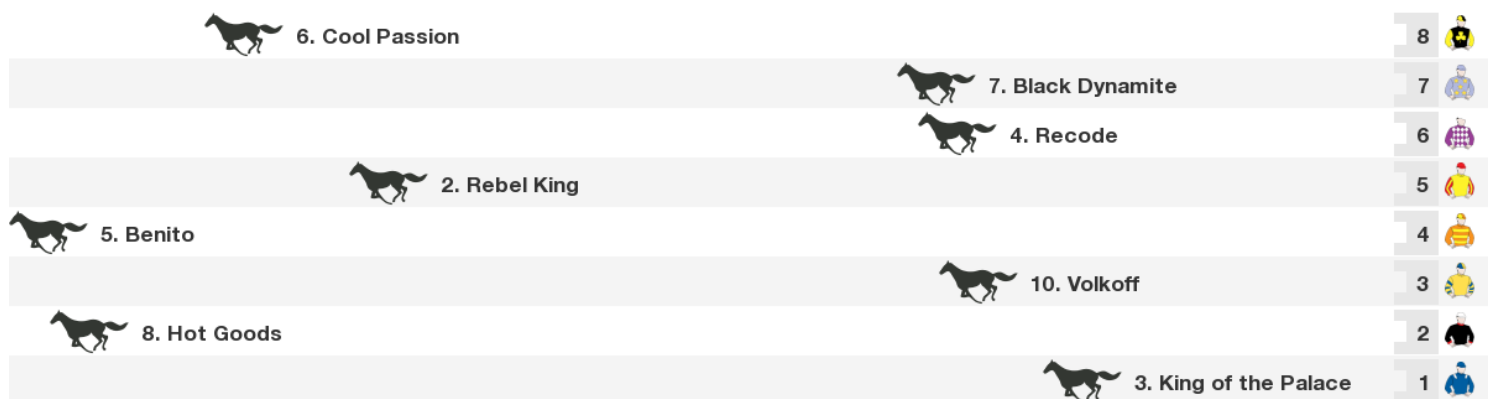 6. Cool Passion 8
7. Black Dynamite 7
4. Recode 6
2. Rebel King 5
5. Benito 4
10. Volkoff 3
8. Hot Goods 2
3. King of the Palace 1